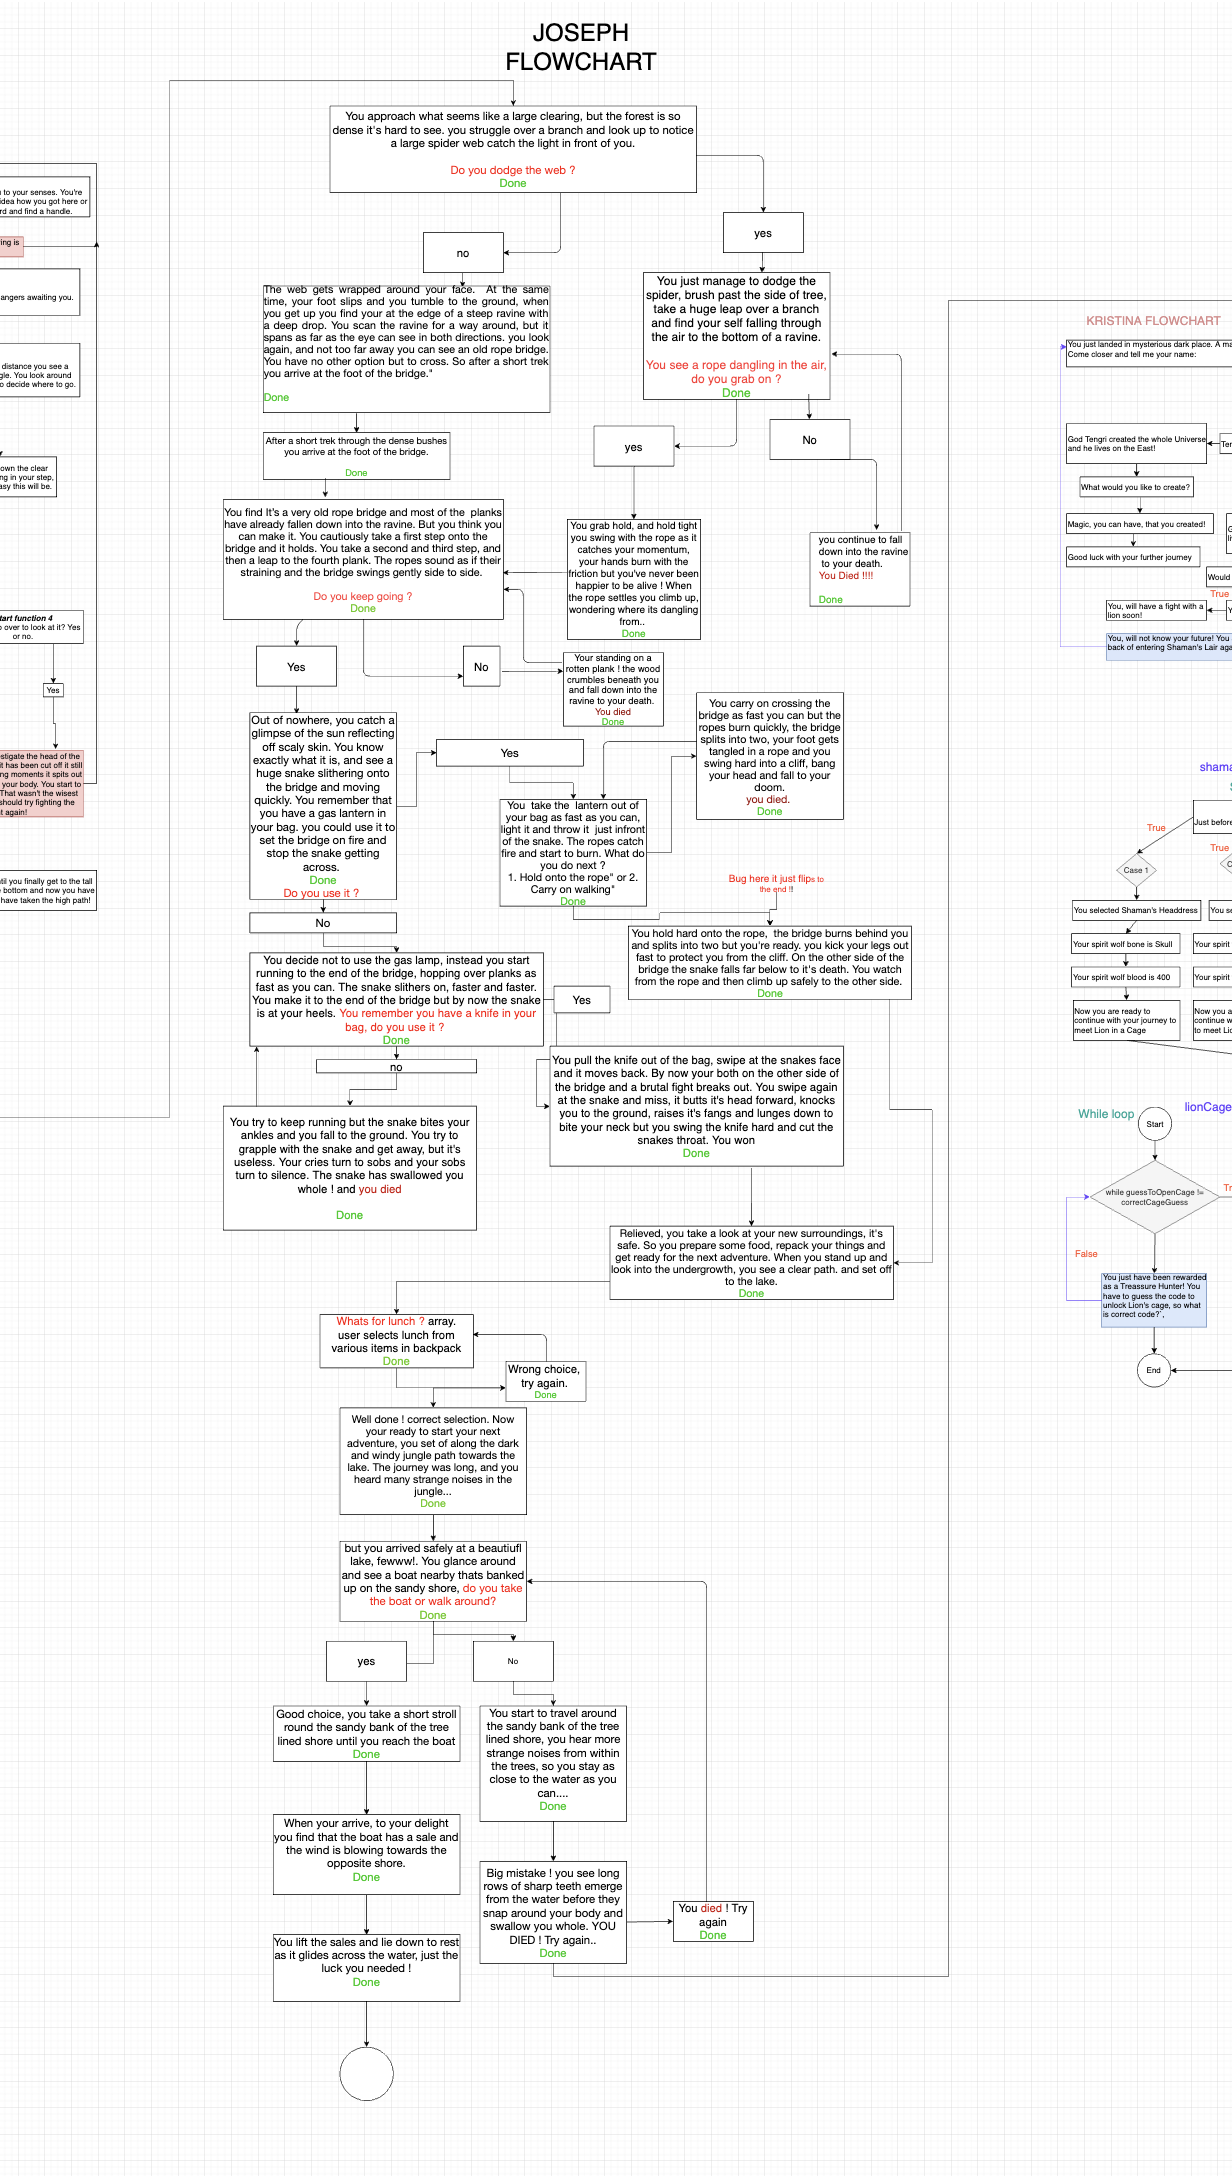 JOSEPH
FLOWCHART
You approach what seems like a large clearing, but the forest is so
dense it's hard to see. you struggle over a branch and look up to notice
a large spider web catch the light in front of you.
Do you dodge the web ?
Done
yes
no
The web gets wrapped around your face. At the same
time, your foot slips and you tumble to the ground, when
you get up you find your at the edge of a steep ravine with
a deep drop. You scan the ravine for a way around, but it
spans as far as the eye can see in both directions. you look
again, and not too far away you can see an old rope bridge.
You have no other option but to cross. So after a short trek
you arrive at the foot of the bridge."
Done
You just manage to dodge the
spider, brush past the side of tree,
take a huge leap over a branch
and find your self falling through
the air to the bottom of a ravine.
You see a rope dangling in the air,
do you grab on ?
Done
After a short trek through the dense bushes
you arrive at the foot of the bridge.
Done
yes
No
You find It's a very old rope bridge and most of the planks
have already fallen down into the ravine. But you think you
can make it. You cautiously take a first step onto the
bridge and it holds. You take a second and third step, and
then a leap to the fourth plank. The ropes sound as if their
straining and the bridge swings gently side to side.
Do you keep going ?
Done
You grab hold, and hold tight
you swing with the rope as it
catches your momentum,
your hands burn with the
friction but you've never been
happier to be alive ! When
the rope settles you climb up,
wondering where its dangling
from..
Done
you continue to fall
down into the ravine
to your death.
You Died !!!!
Done
Yes
No
Your standing on a
rotten plank ! the wood
crumbles beneath you
and fall down into the
ravine to your death.
You died
Done
Out of nowhere, you catch a
glimpse of the sun reflecting
off scaly skin. You know
exactly what it is, and see a
huge snake slithering onto
the bridge and moving
quickly. You remember that
you have a gas lantern in
your bag. you could use it to
set the bridge on fire and
stop the snake getting
across.
Done
Do you use it ?
Yes
You carry on crossing the
bridge as fast you can but the
ropes burn quickly, the bridge
splits into two, your foot gets
tangled in a rope and you
swing hard into a cliff, bang
your head and fall to your
doom.
you died.
Done
You take the lantern out of
your bag as fast as you can,
light it and throw it just infront
of the snake. The ropes catch
fire and start to burn. What do
you do next ?
1. Hold onto the rope" or 2.
Carry on walking"
Done
Bug here it just flips to
the end !!
No
You hold hard onto the rope, the bridge burns behind you
and splits into two but you're ready. you kick your legs out
fast to protect you from the cliff. On the other side of the
bridge the snake falls far below to it's death. You watch
from the rope and then climb up safely to the other side.
Done
You decide not to use the gas lamp, instead you start
running to the end of the bridge, hopping over planks as
fast as you can. The snake slithers on, faster and faster.
You make it to the end of the bridge but by now the snake
is at your heels. You remember you have a knife in your
bag, do you use it ?
Done
Yes
no
You pull the knife out of the bag, swipe at the snakes face
and it moves back. By now your both on the other side of
the bridge and a brutal fight breaks out. You swipe again
at the snake and miss, it butts it's head forward, knocks
you to the ground, raises it's fangs and lunges down to
bite your neck but you swing the knife hard and cut the
snakes throat. You won
Done
You try to keep running but the snake bites your
ankles and you fall to the ground. You try to
grapple with the snake and get away, but it's
useless. Your cries turn to sobs and your sobs
turn to silence. The snake has swallowed you
whole ! and you died
Done
Relieved, you take a look at your new surroundings, it's
safe. So you prepare some food, repack your things and
get ready for the next adventure. When you stand up and
look into the undergrowth, you see a clear path. and set off
to the lake.
Done
Whats for lunch ? array.
user selects lunch from
various items in backpack
Done
Wrong choice,
try again.
Done
Well done ! correct selection. Now
your ready to start your next
adventure, you set of along the dark
and windy jungle path towards the
lake. The journey was long, and you
heard many strange noises in the
jungle...
Done
but you arrived safely at a beautiufl
lake, fewww!. You glance around
and see a boat nearby thats banked
up on the sandy shore, do you take
the boat or walk around?
Done
yes
No
Good choice, you take a short stroll
round the sandy bank of the tree
lined shore until you reach the boat
Done
You start to travel around
the sandy bank of the tree
lined shore, you hear more
strange noises from within
the trees, so you stay as
close to the water as you
can....
Done
When your arrive, to your delight
you find that the boat has a sale and
the wind is blowing towards the
opposite shore.
Done
Big mistake ! you see long
rows of sharp teeth emerge
from the water before they
snap around your body and
swallow you whole. YOU
DIED ! Try again..
Done
You died ! Try
again
Done
You lift the sales and lie down to rest
as it glides across the water, just the
luck you needed !
Done
to your senses. You're
idea how you got here or
rd and find a handle.
ing is
angers awaiting you.
distance you see a
gle. You look around
o decide where to go.
own the clear
ng in your step,
asy this will be.
tart function 4
o over to look at it? Yes
or no.
Yes
estigate the head of the
it has been cut off it still
ng moments it spits out
your body. You start to
That wasn't the wisest
should try fighting the
t again!
ntil you finally get to the tall
e bottom and now you have
have taken the high path!
KRISTINA FLOWCHART
You just landed in mysterious dark place. A ma
Come closer and tell me your name:
God Tengri created the whole Universe
and he lives on the East!
Ten
What would you like to create?
Magic, you can have, that you created!
Good luck with your further journey
Would
True
You, will have a fight with a
lion soon!
You, will not know your future! You
back of entering Shaman's Lair aga
shama
Just before
True
True
Case 1
You selected Shaman's Headdress
You se
Your spirit wolf bone is Skull
Your spirit
Your spirit wolf blood is 400
Your spirit
Now you are ready to
continue with your journey to
meet Lion in a Cage
Now you a
continue w
to meet Lio
While loop
lionCage
Start
while guessToOpenCage !=
correctCageGuess
Tr
False
You just have been rewarded
as a Treassure Hunter! You
have to guess the code to
unlock Lion's cage, so what
is correct code?`,
End